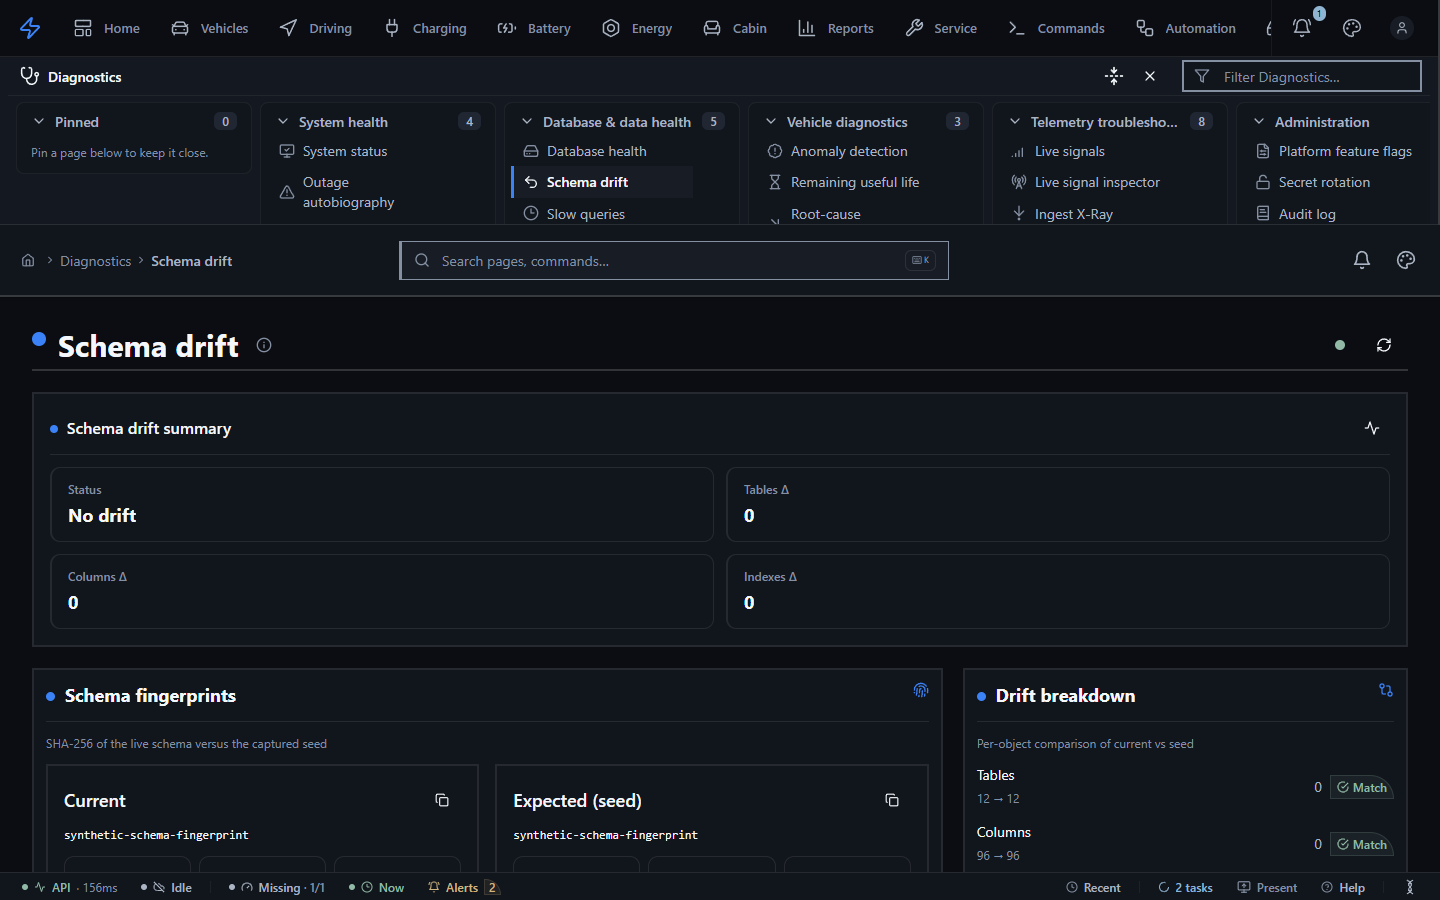 Home
Vehicles
Driving
Charging
Battery
Energy
Cabin
Reports
Service
Commands
Automation
1
Diagnostics
Filter Diagnostics...
Pinned
0
Pin a page below to keep it close.
System health
4
System status
Outage
autobiography
Database & data health
5
Database health
Schema drift
Slow queries
Vehicle diagnostics
3
Anomaly detection
Remaining useful life
Root-cause
Telemetry troublesho...
8
Live signals
Live signal inspector
Ingest X-Ray
Administration
Platform feature flags
Secret rotation
Audit log
Diagnostics
Schema drift
Search pages, commands...
K
Schema drift
Schema drift summary
Status
No drift
Tables Δ
0
Columns Δ
0
Indexes Δ
0
Schema fingerprints
SHA-256 of the live schema versus the captured seed
Current
synthetic-schema-fingerprint
Expected (seed)
synthetic-schema-fingerprint
Drift breakdown
Per-object comparison of current vs seed
Tables
12 → 12
0
Match
Columns
96 → 96
0
Match
API · 156ms
Idle
Missing · 1/1
Now
Alerts 2
Recent
2 tasks
Present
Help